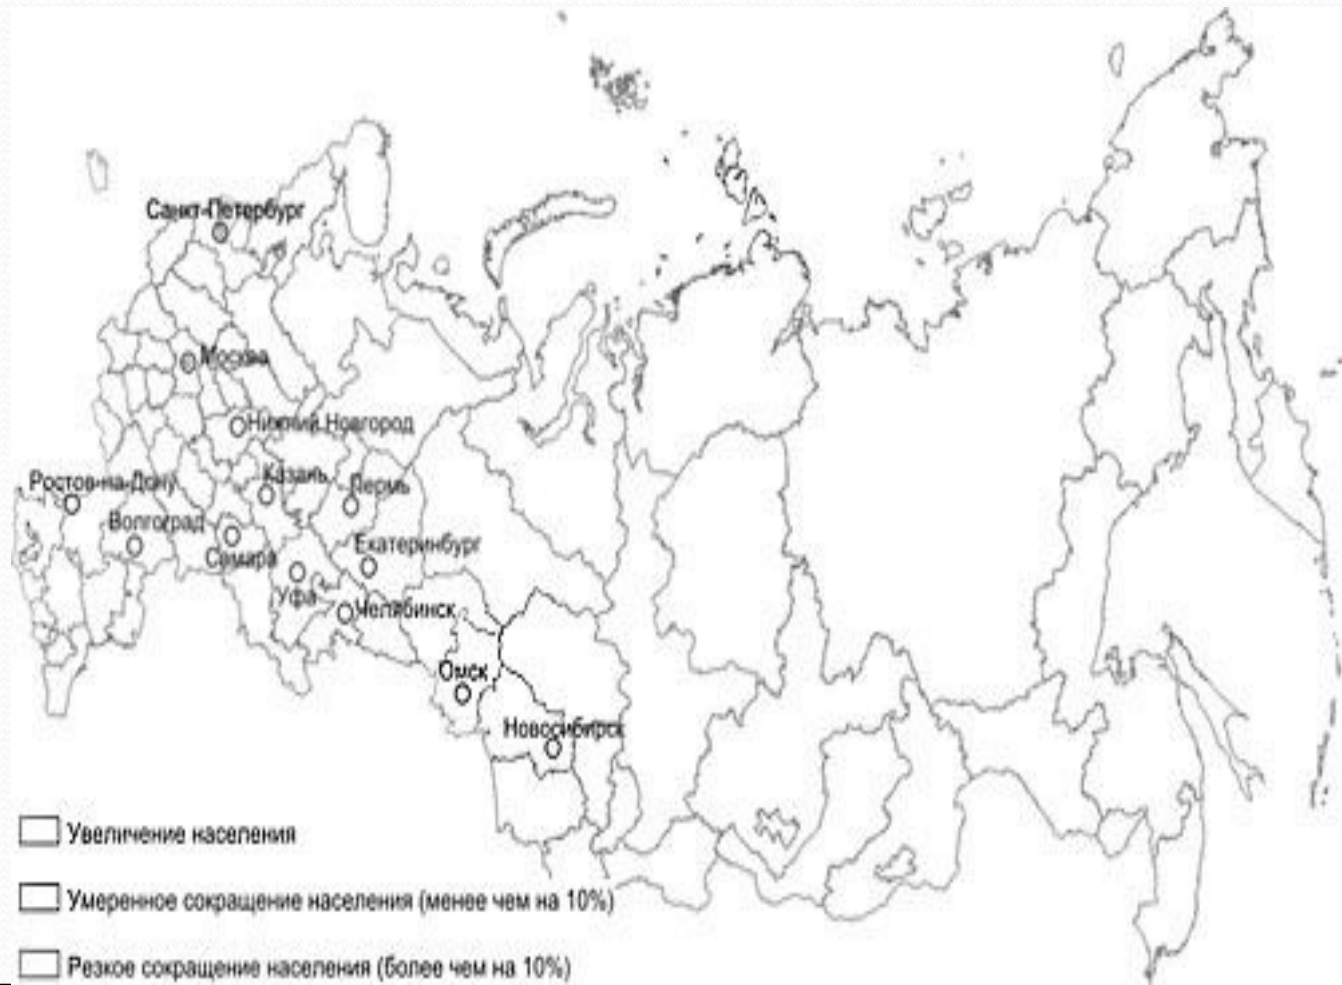 Санкт-Петербург
Москва
Нижний Новгород
Казань
Пермь
Ростов-на-Дону
Волгоград
Самара
Екатеринбург
Уфа
Челябинск
Омск
Новосибирск
Увеличение населения
Умеренное сокращение населения (менее чем на 10%)
Резкое сокращение населения (более чем на 10%)